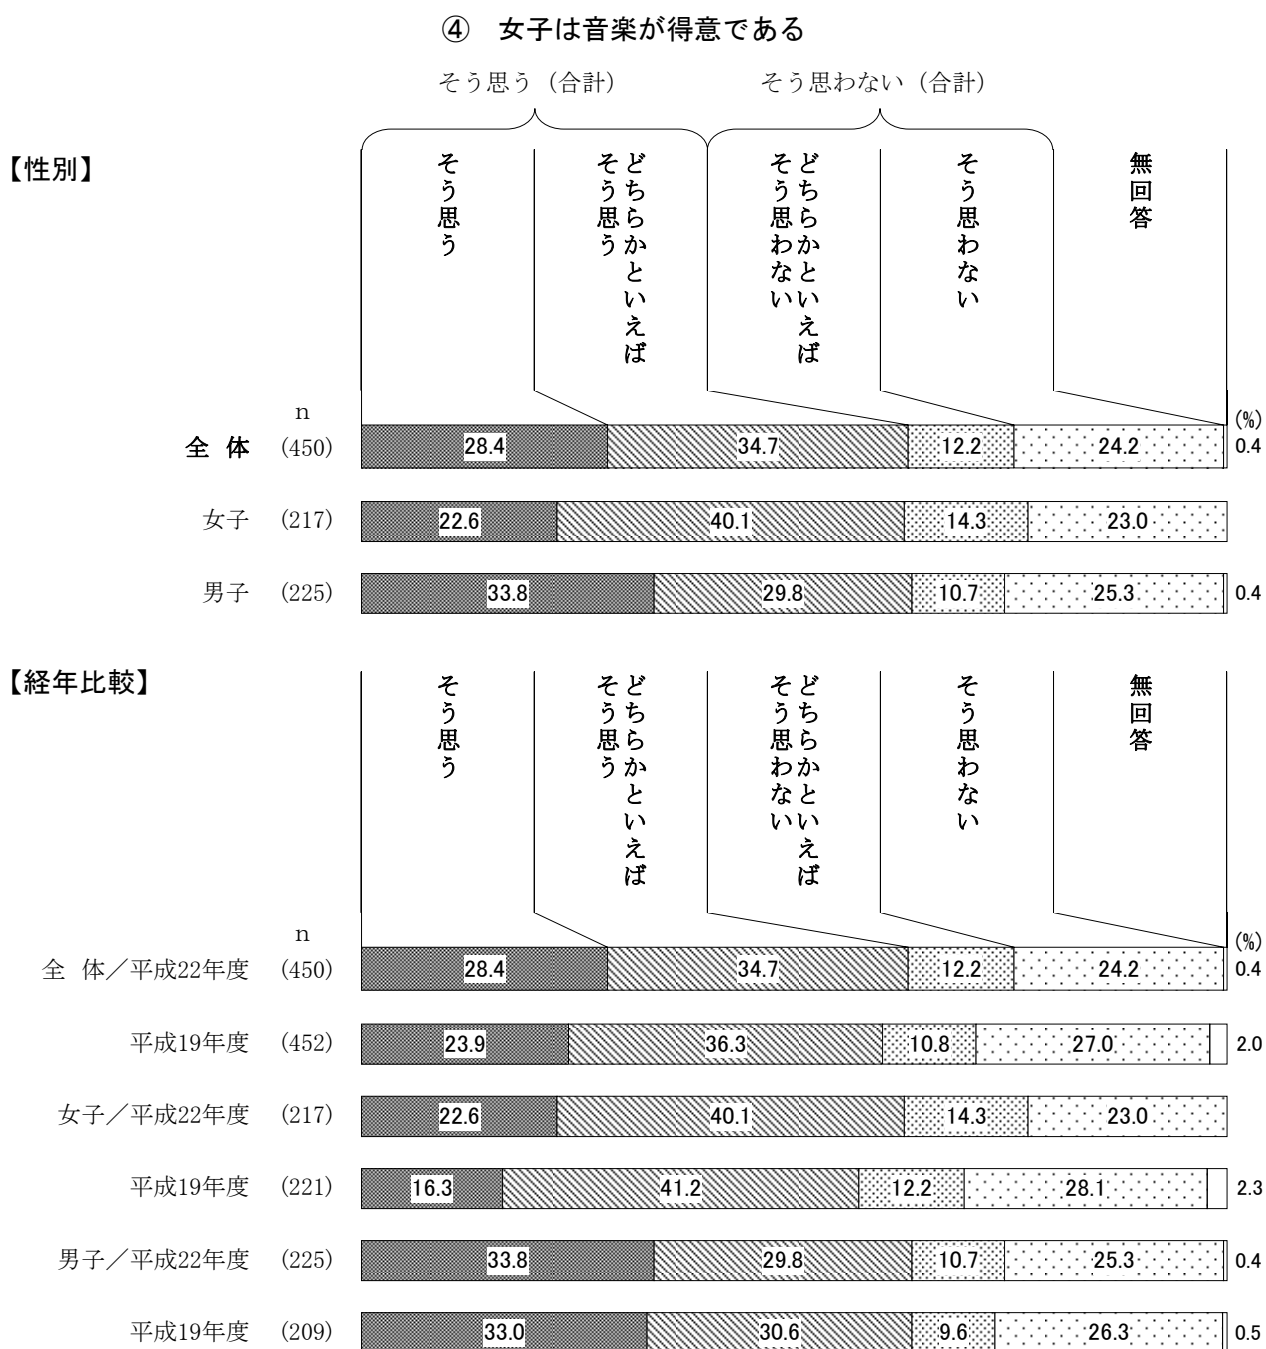 ④　女子は音楽が得意である
そう思う（合計）　そう思わない（合計）
【性別】
そう思う
どちらかといえば
そう思う
どちらかといえば
そう思わない
そう思わない
無回答
n
(%)
全 体 (450) 28.4 34.7 12.2 24.2 0.4
女子 (217) 22.6 40.1 14.3 23.0
男子 (225) 33.8 29.8 10.7 25.3 0.4
【経年比較】
そう思う
どちらかといえば
そう思う
どちらかといえば
そう思わない
そう思わない
無回答
n
(%)
全 体／平成22年度 (450) 28.4 34.7 12.2 24.2 0.4
平成19年度 (452) 23.9 36.3 10.8 27.0 2.0
女子／平成22年度 (217) 22.6 40.1 14.3 23.0
平成19年度 (221) 16.3 41.2 12.2 28.1 2.3
男子／平成22年度 (225) 33.8 29.8 10.7 25.3 0.4
平成19年度 (209) 33.0 30.6 9.6 26.3 0.5